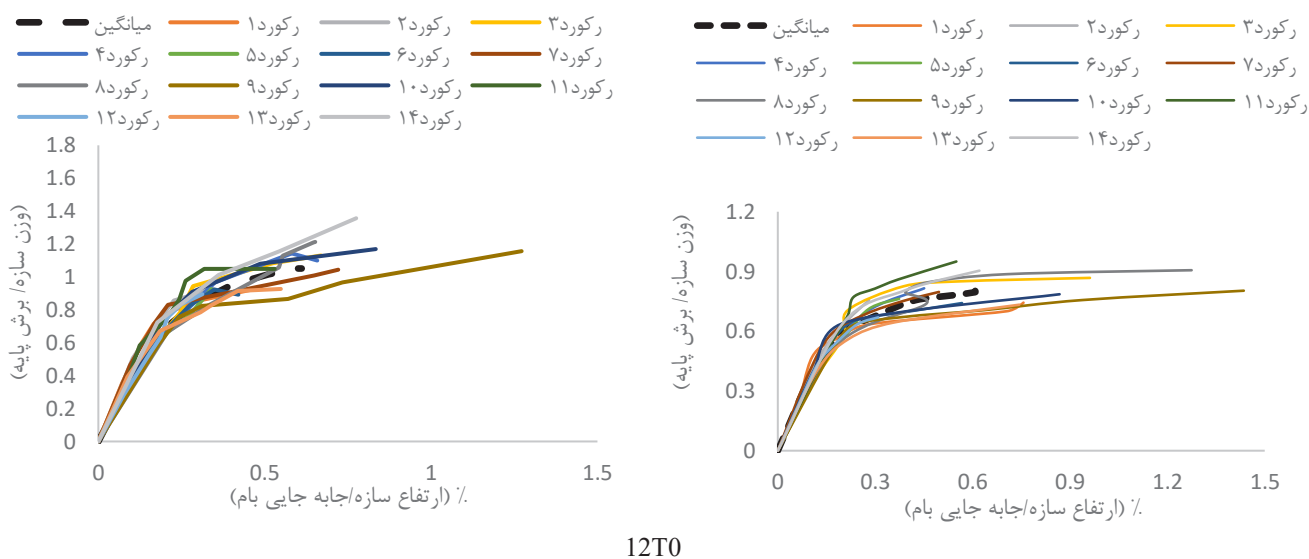 میانگین رکورد۱ رکورد۲ رکورد۳
رکورد۴ رکورد۵ رکورد۶ رکورد۷
رکورد۸ رکورد۹ رکورد۱۰ رکورد۱۱
رکورد۱۲ رکورد۱۳ رکورد۱۴
1.8
1.6
1.4
1.2
1
0.8
0.6
0.4
0.2
0
(وزن سازه/ برش پایه)
0 0.5 1 1.5
٪ (ارتفاع سازه/جابه جایی بام)
میانگین رکورد۱ رکورد۲ رکورد۳
رکورد۴ رکورد۵ رکورد۶ رکورد۷
رکورد۸ رکورد۹ رکورد۱۰ رکورد۱۱
رکورد۱۲ رکورد۱۳ رکورد۱۴
1.2
0.9
0.6
0.3
0
(وزن سازه/ برش پایه)
0 0.3 0.6 0.9 1.2 1.5
٪ (ارتفاع سازه/جابه جایی بام)
12T0